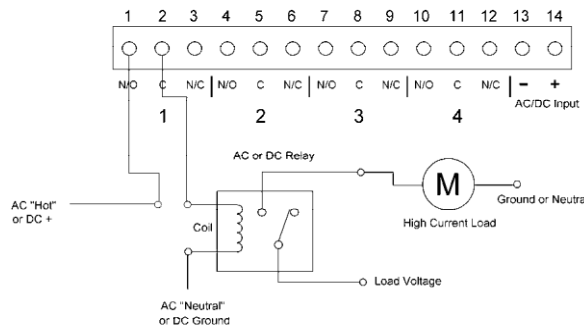 1 2 3 4 5 6 7 8 9 10 11 12 13 14
N/O C N/C N/O C N/C N/O C N/C N/O C N/C − +
AC/DC Input
1 2 3 4
AC or DC Relay
M
AC "Hot"
or DC +
Ground or Neutra
High Current Load
Coil
Load Voltage
AC "Neutral"
or DC Ground